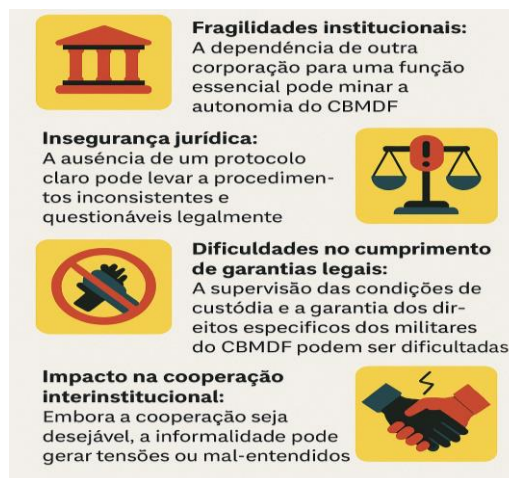 Fragilidades institucionais:
A dependéncia de outra
corporação para uma função
essencial pode minar a
autonomia do CBMDF
Insegurança jurídica:
A auséncia de um protocolo
claro pode levar a procedimen-
tos inconsistentes e
questionáveis legalmente
Dificuldades no cumprimento
de garantias legais:
A supervisão das condições de
custódia e a garantia dos dir-
eitos especificos dos militares
do CBMDF podem ser dificultadas
Impacto na cooperação
interinstitucional:
Embora a cooperação seja
desejável, a informalidade pode
gerar tensões ou mal-entendidos